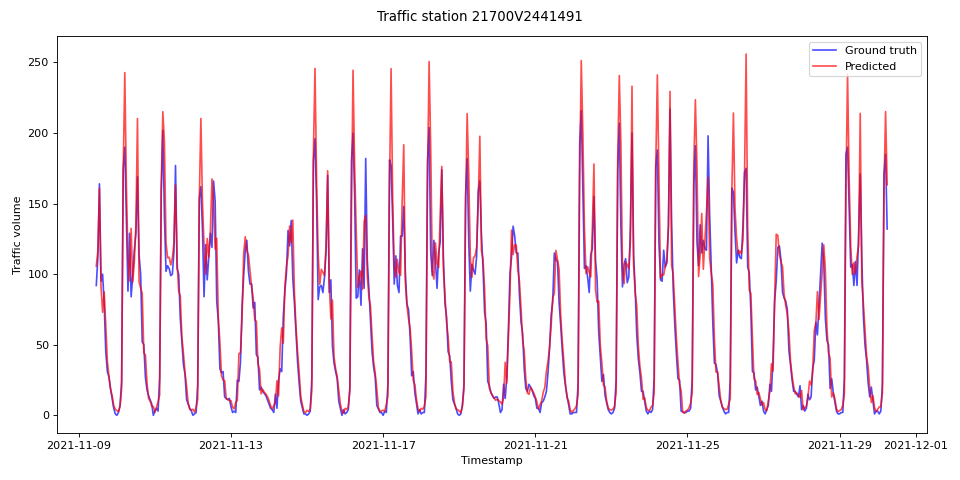 Traffic station 21700V2441491
Ground truth
Predicted
250
200
150
100
50
0
Traffic volume
2021-11-09 2021-11-13 2021-11-17 2021-11-21 2021-11-25 2021-11-29 2021-12-01
Timestamp